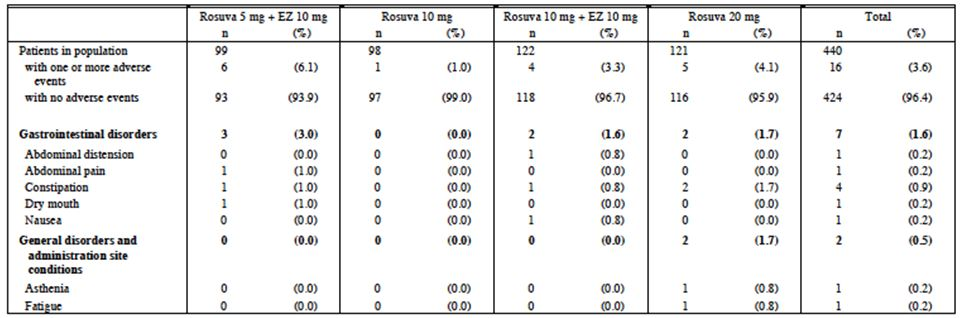 Rosuva 5 mg + EZ 10 mg Rosuva 10 mg Rosuva 10 mg + EZ 10 mg Rosuva 20 mg Total
n (%) n (%) n (%) n (%) n (%)
Patients in population 99 98 122 121 440
with one or more adverse 6 (6.1) 1 (1.0) 4 (3.3) 5 (4.1) 16 (3.6)
events
with no adverse events 93 (93.9) 97 (99.0) 118 (96.7) 116 (95.9) 424 (96.4)
Gastrointestinal disorders 3 (3.0) 0 (0.0) 2 (1.6) 2 (1.7) 7 (1.6)
Abdominal distension 0 (0.0) 0 (0.0) 1 (0.8) 0 (0.0) 1 (0.2)
Abdominal pain 1 (1.0) 0 (0.0) 0 (0.0) 0 (0.0) 1 (0.2)
Constipation 1 (1.0) 0 (0.0) 1 (0.8) 2 (1.7) 4 (0.9)
Dry mouth 1 (1.0) 0 (0.0) 0 (0.0) 0 (0.0) 1 (0.2)
Nausea 0 (0.0) 0 (0.0) 1 (0.8) 0 (0.0) 1 (0.2)
General disorders and 0 (0.0) 0 (0.0) 0 (0.0) 2 (1.7) 2 (0.5)
administration site
conditions
Asthenia 0 (0.0) 0 (0.0) 0 (0.0) 1 (0.8) 1 (0.2)
Fatigue 0 (0.0) 0 (0.0) 0 (0.0) 1 (0.8) 1 (0.2)